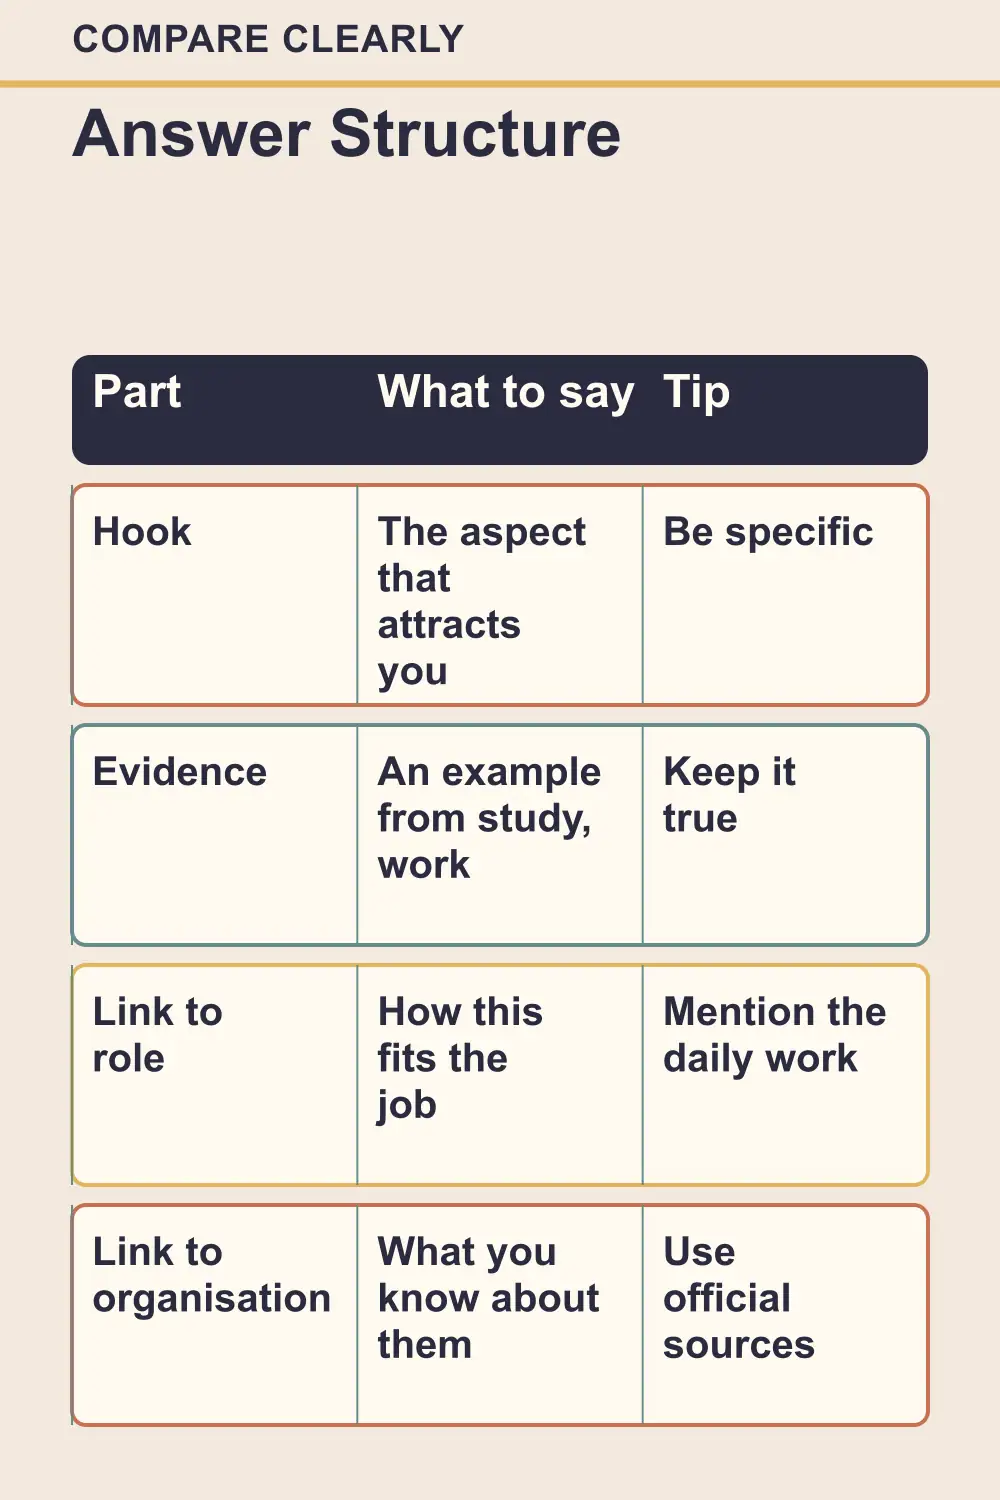 COMPARE CLEARLY
Answer Structure
Part What to say Tip
Hook
The aspect
that
attracts
you
Be specific
Evidence
An example
from study,
work
Keep it
true
Link to
role
How this
fits the
job
Mention the
daily work
Link to
organisation
What you
know about
them
Use
official
sources